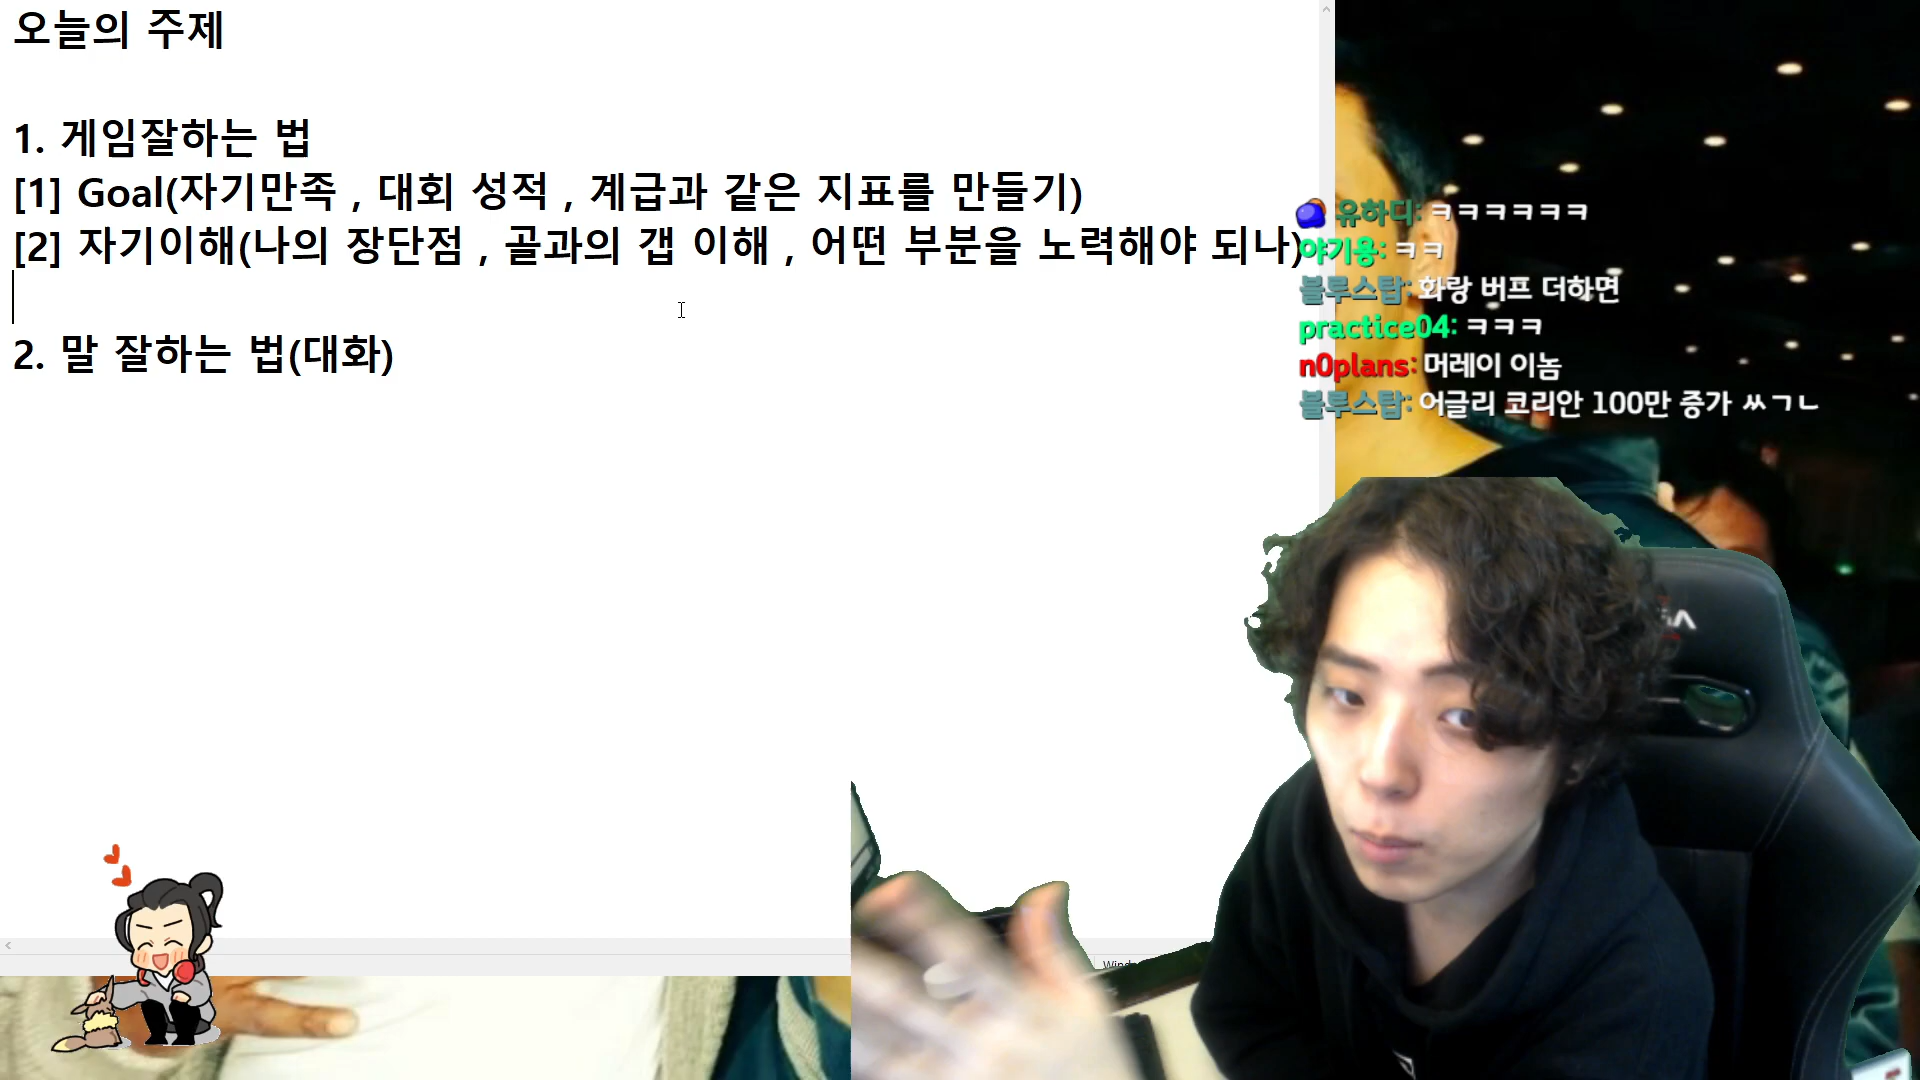 오늘의 주제
1. 게임잘하는 법
[1] Goal(자기만족 , 대회 성적 , 계급과 같은 지표를 만들기)
[2] 자기이해(나의 장단점 , 골과의 갭 이해 , 어떤 부분을 노력해야 되나)
2. 말 잘하는 법(대화)
유하디: ㅋㅋㅋㅋㅋㅋ
야기용: ㅋㅋ
블루스탑: 화랑 버프 더하면
practice04: ㅋㅋㅋ
n0plans: 머레이 이놈
블루스탑: 어글리 코리안 100만 증가 ㅆㄱㄴ